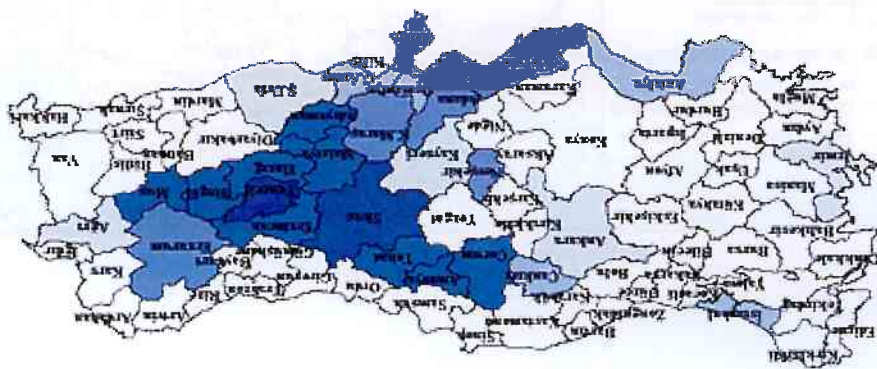 Kırklareli
Edirne
Tekirdağ
İstanbul
Kocaeli
Yalova
Çanakkale
Balıkesir
Bursa
Bilecik
Sakarya
Düzce
Zonguldak
Bartın
Karabük
Bolu
Kastamonu
Sinop
Samsun
Çankırı
Çorum
Amasya
Tokat
Ordu
Giresun
Trabzon
Rize
Artvin
Ardahan
Kars
Iğdır
Ağrı
Erzurum
Bayburt
Gümüşhane
Erzincan
Sivas
Yozgat
Kırıkkale
Ankara
Eskişehir
Kütahya
Manisa
İzmir
Uşak
Afyon
Kırşehir
Nevşehir
Kayseri
Malatya
Elazığ
Tunceli
Bingöl
Muş
Bitlis
Van
Batman
Siirt
Diyarbakır
Adıyaman
K.Maraş
Niğde
Aksaray
Konya
Isparta
Denizli
Aydın
Muğla
Burdur
Antalya
Karaman
Adana
Kilis
Ş.Urfa
Mardin
Şırnak
Hakkari